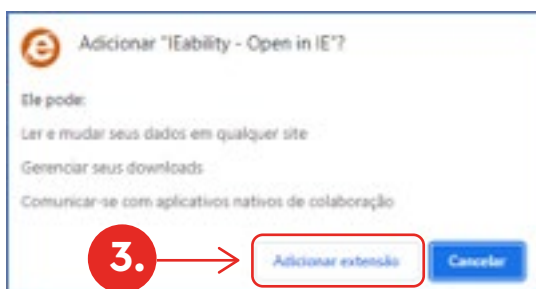 Adicionar "IEability - Open in IE"?
Ele pode:
Ler e mudar seus dados em qualquer site
Gerenciar seus downloads
Comunicar-se com aplicativos nativos de colaboração
3.
Adicionar extensão
Cancelar